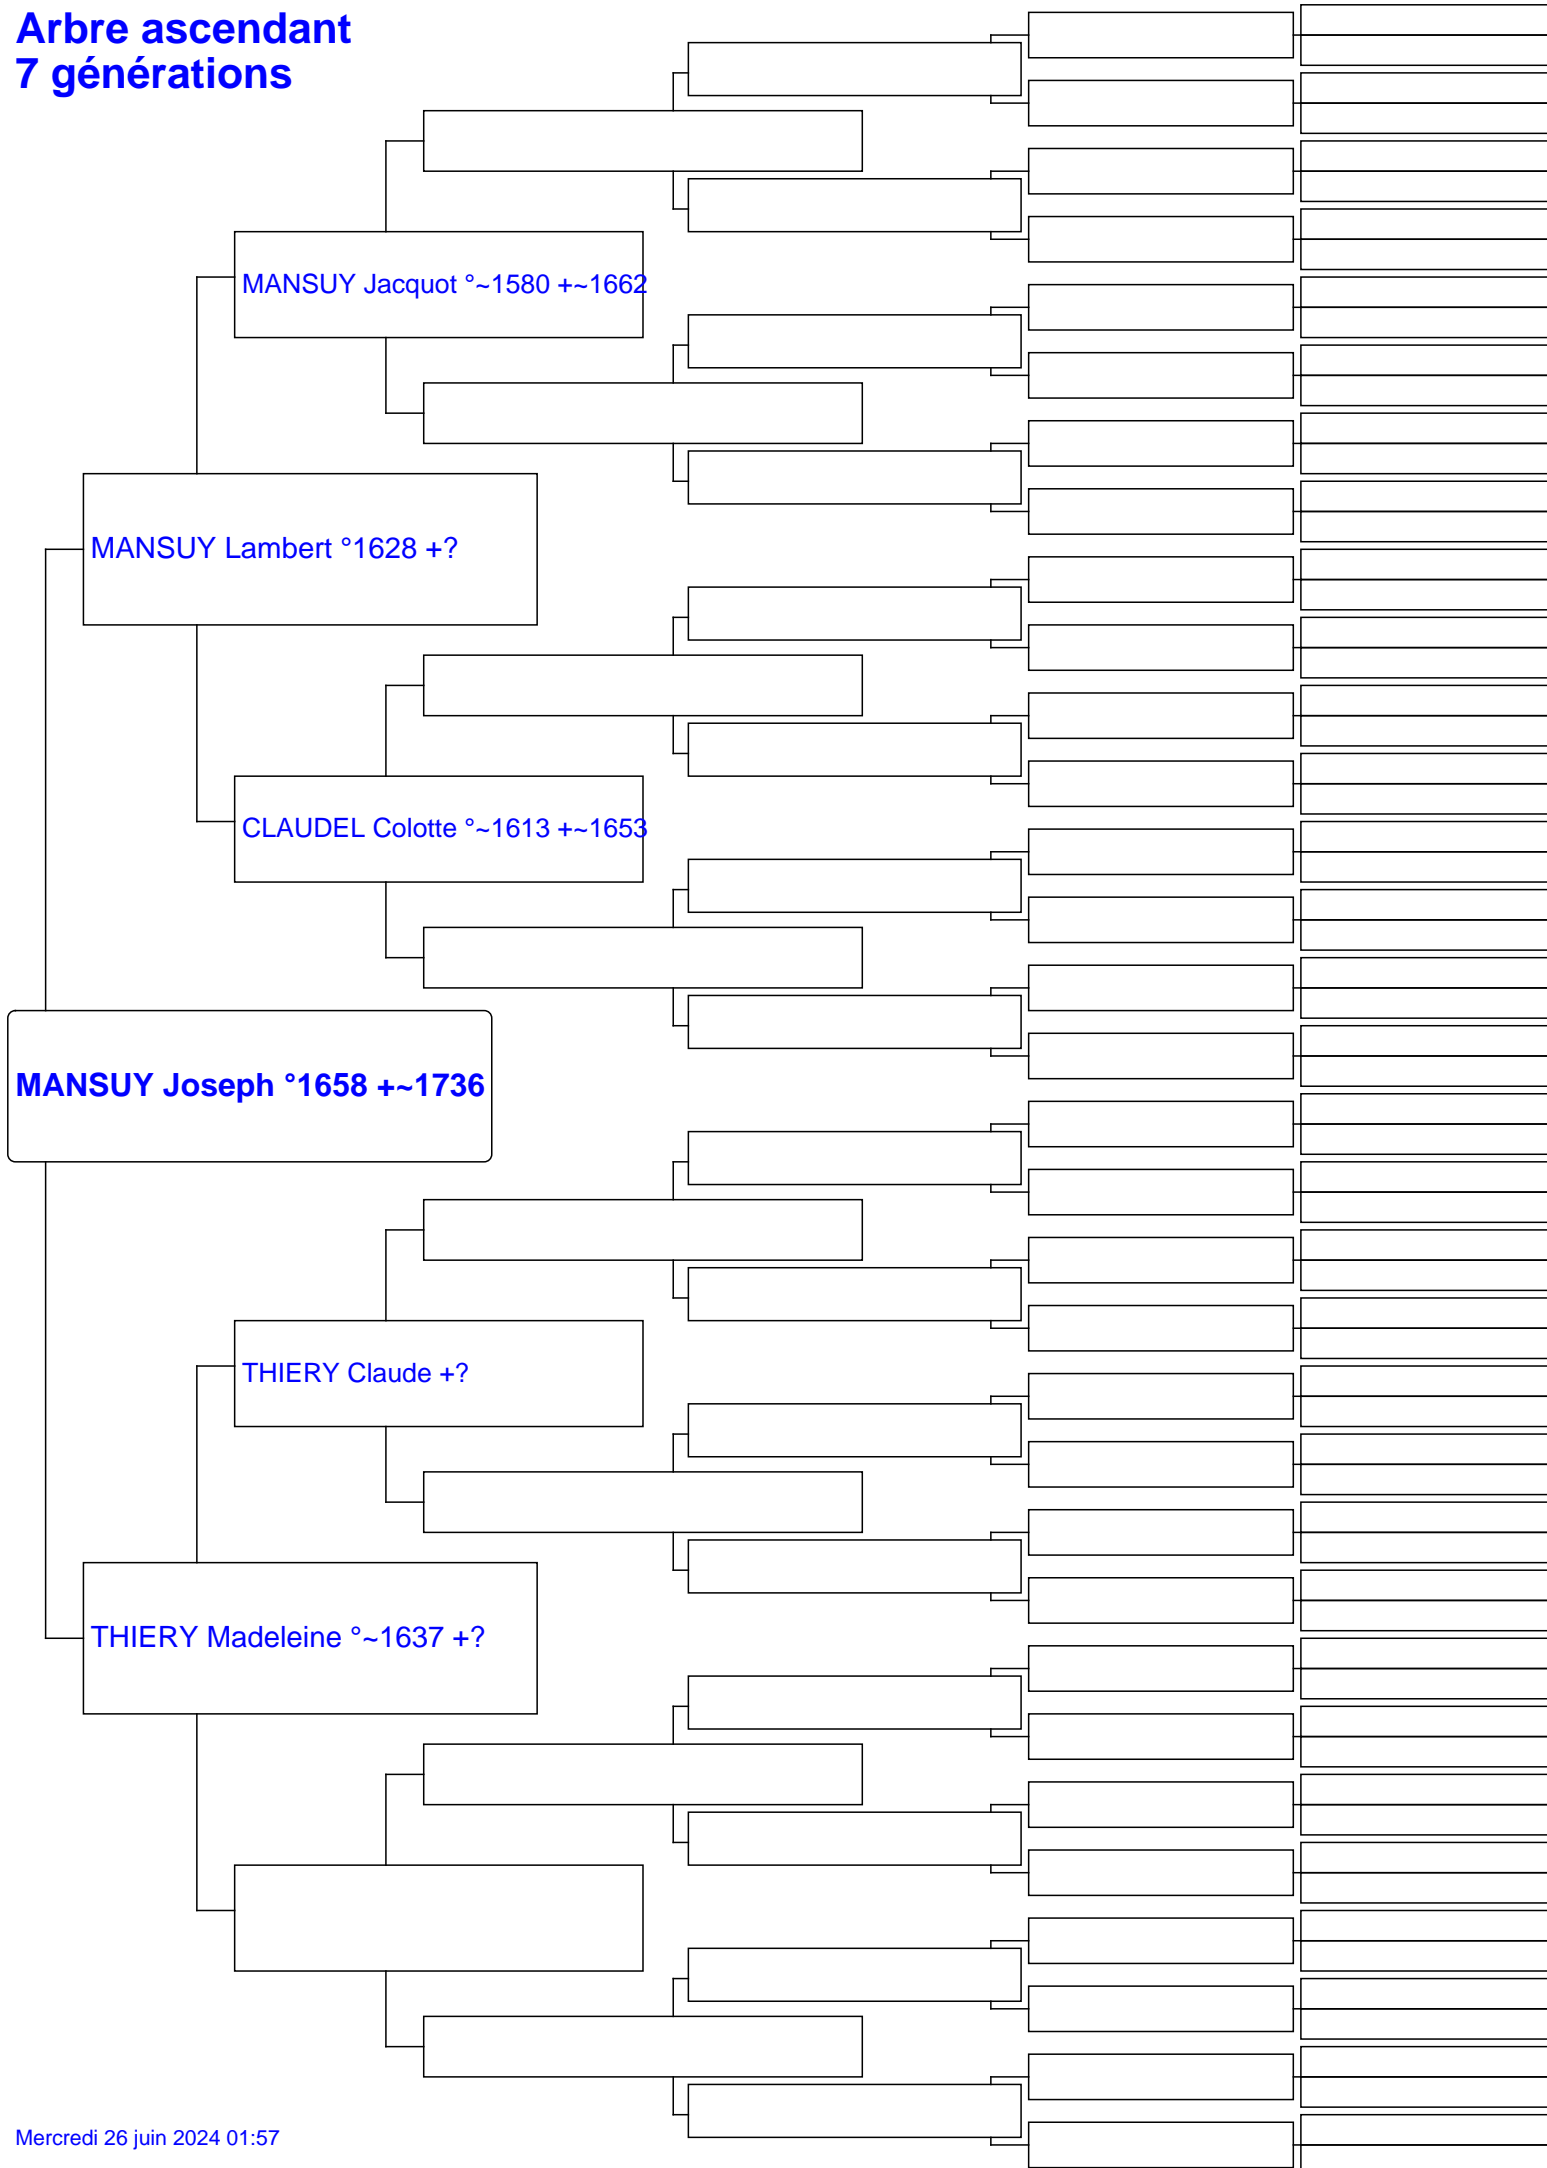 Arbre ascendant
7 générations
MANSUY Jacquot °~1580 +~1662
MANSUY Lambert °1628 +?
CLAUDEL Colotte °~1613 +~1653
MANSUY Joseph °1658 +~1736
THIERY Claude +?
THIERY Madeleine °~1637 +?
Mercredi 26 juin 2024 01:57